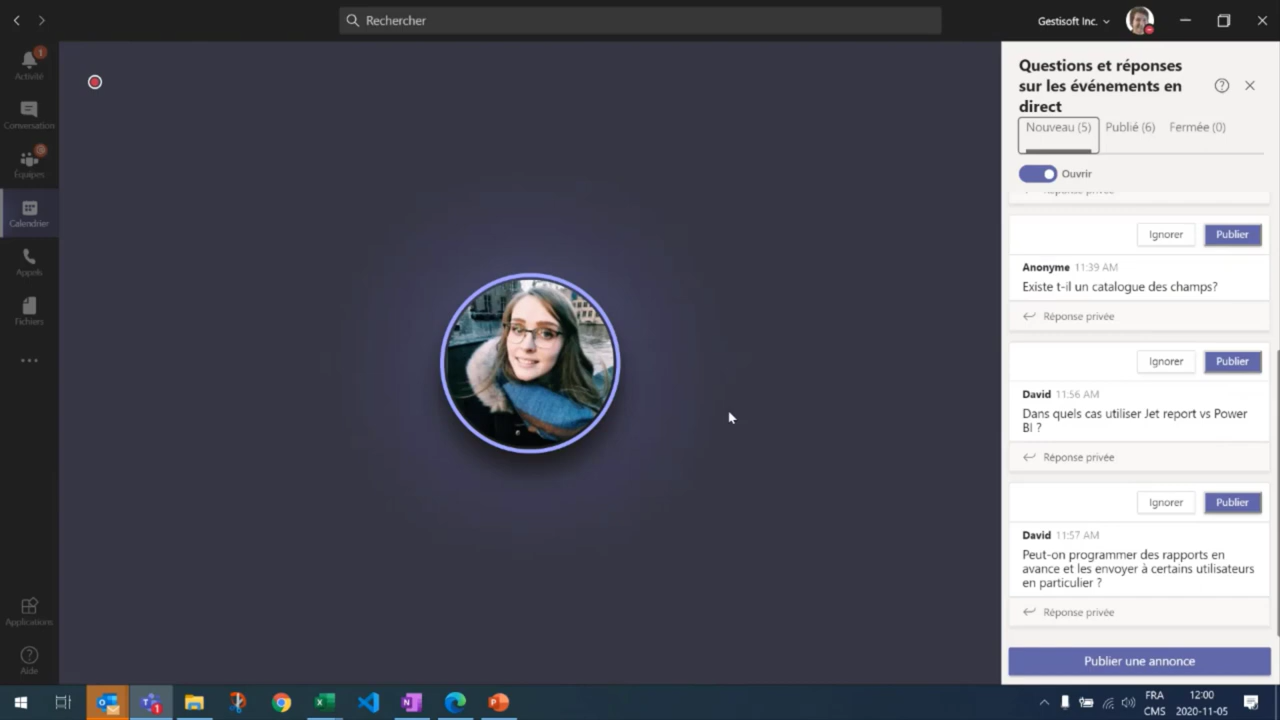 Rechercher
Gestisoft Inc.
1
Activité
Conversation
Équipes
Calendrier
Appels
Fichiers
Applications
Aide
Questions et réponses
sur les événements en
direct
Nouveau (5) Publié (6) Fermée (0)
Ouvrir
Réponse privée
Ignorer Publier
Anonyme 11:39 AM
Existe t-il un catalogue des champs?
Réponse privée
Ignorer Publier
David 11:56 AM
Dans quels cas utiliser Jet report vs Power
BI ?
Réponse privée
Ignorer Publier
David 11:57 AM
Peut-on programmer des rapports en
avance et les envoyer à certains utilisateurs
en particulier ?
Réponse privée
Publier une annonce
FRA 12:00
CMS 2020-11-05